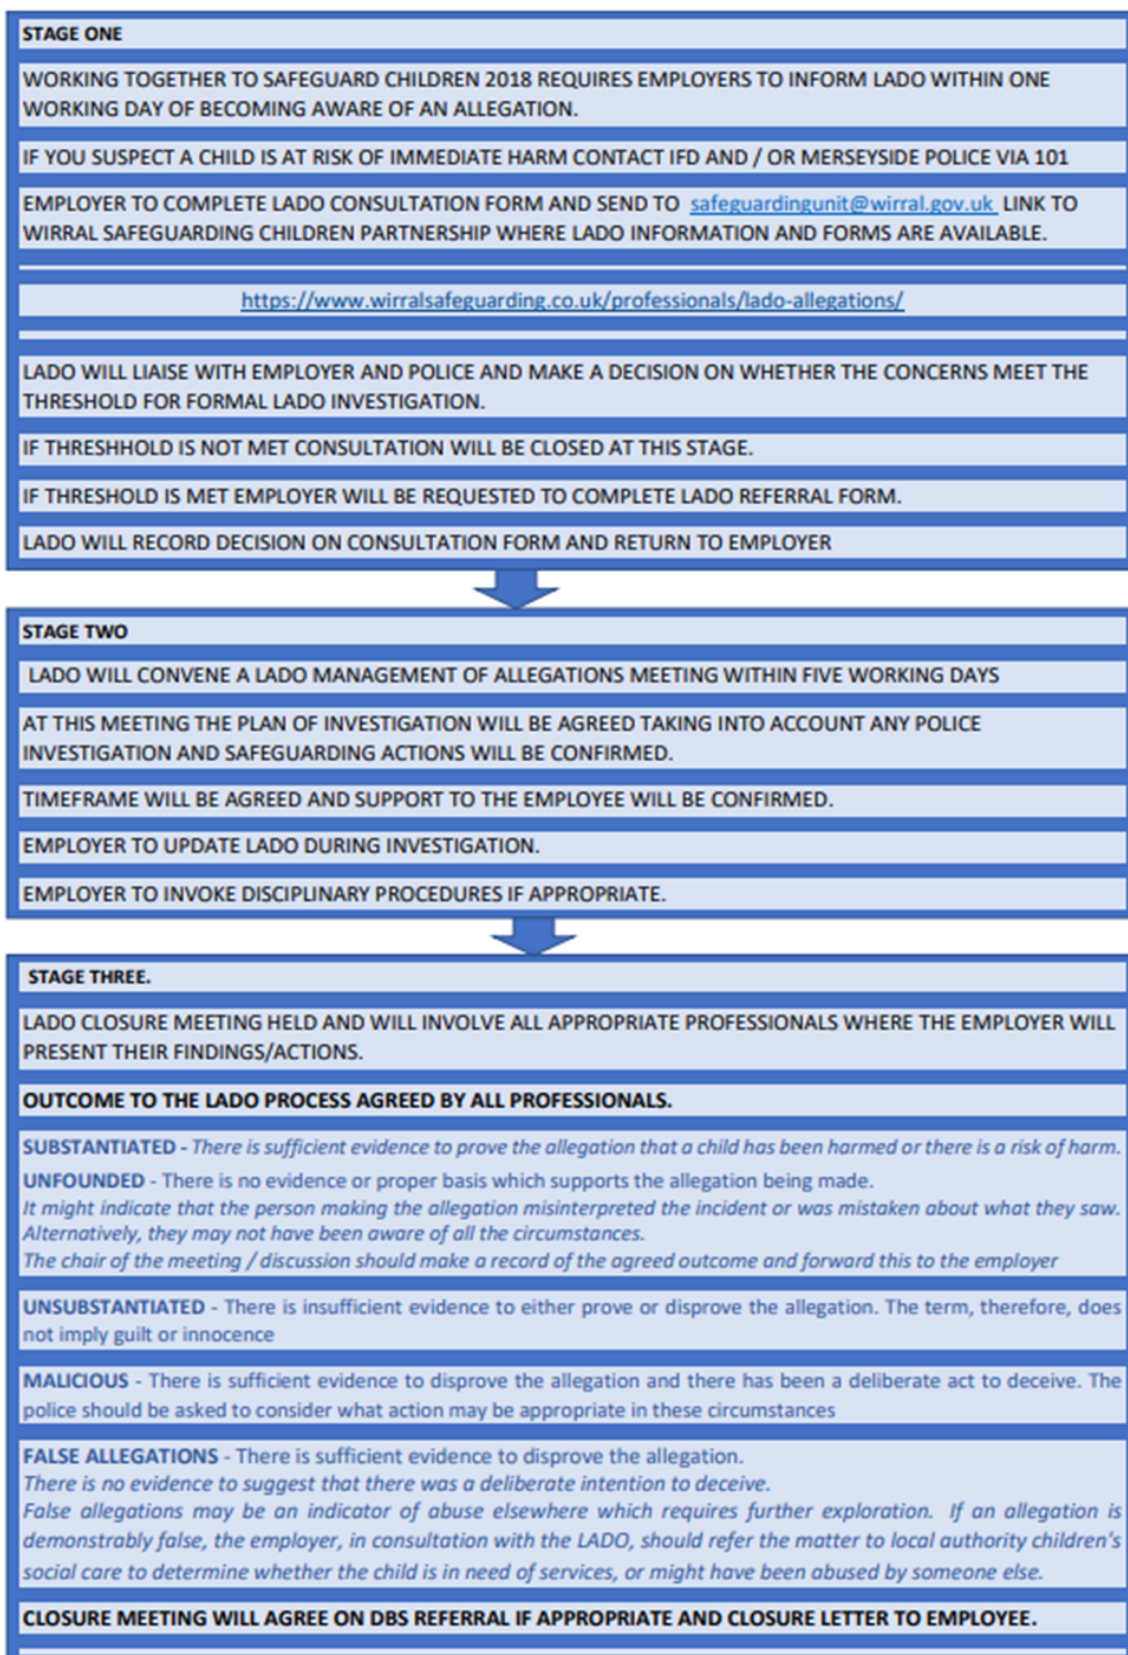 STAGE ONE
WORKING TOGETHER TO SAFEGUARD CHILDREN 2018 REQUIRES EMPLOYERS TO INFORM LADO WITHIN ONE
WORKING DAY OF BECOMING AWARE OF AN ALLEGATION.
IF YOU SUSPECT A CHILD IS AT RISK OF IMMEDIATE HARM CONTACT IFD AND / OR MERSEYSIDE POLICE VIA 101
EMPLOYER TO COMPLETE LADO CONSULTATION FORM AND SEND TO safeguardingunit@wirral.gov.uk LINK TO
WIRRAL SAFEGUARDING CHILDREN PARTNERSHIP WHERE LADO INFORMATION AND FORMS ARE AVAILABLE.
https://www.wirralsafeguarding.co.uk/professionals/lado-allegations/
LADO WILL LIAISE WITH EMPLOYER AND POLICE AND MAKE A DECISION ON WHETHER THE CONCERNS MEET THE
THRESHOLD FOR FORMAL LADO INVESTIGATION.
IF THRESHHOLD IS NOT MET CONSULTATION WILL BE CLOSED AT THIS STAGE.
IF THRESHOLD IS MET EMPLOYER WILL BE REQUESTED TO COMPLETE LADO REFERRAL FORM.
LADO WILL RECORD DECISION ON CONSULTATION FORM AND RETURN TO EMPLOYER
STAGE TWO
LADO WILL CONVENE A LADO MANAGEMENT OF ALLEGATIONS MEETING WITHIN FIVE WORKING DAYS
AT THIS MEETING THE PLAN OF INVESTIGATION WILL BE AGREED TAKING INTO ACCOUNT ANY POLICE
INVESTIGATION AND SAFEGUARDING ACTIONS WILL BE CONFIRMED.
TIMEFRAME WILL BE AGREED AND SUPPORT TO THE EMPLOYEE WILL BE CONFIRMED.
EMPLOYER TO UPDATE LADO DURING INVESTIGATION.
EMPLOYER TO INVOKE DISCIPLINARY PROCEDURES IF APPROPRIATE.
STAGE THREE.
LADO CLOSURE MEETING HELD AND WILL INVOLVE ALL APPROPRIATE PROFESSIONALS WHERE THE EMPLOYER WILL
PRESENT THEIR FINDINGS/ACTIONS.
OUTCOME TO THE LADO PROCESS AGREED BY ALL PROFESSIONALS.
SUBSTANTIATED - There is sufficient evidence to prove the allegation that a child has been harmed or there is a risk of harm.
UNFOUNDED - There is no evidence or proper basis which supports the allegation being made.
It might indicate that the person making the allegation misinterpreted the incident or was mistaken about what they saw.
Alternatively, they may not have been aware of all the circumstances.
The chair of the meeting / discussion should make a record of the agreed outcome and forward this to the employer
UNSUBSTANTIATED - There is insufficient evidence to either prove or disprove the allegation. The term, therefore, does
not imply guilt or innocence
MALICIOUS - There is sufficient evidence to disprove the allegation and there has been a deliberate act to deceive. The
police should be asked to consider what action may be appropriate in these circumstances
FALSE ALLEGATIONS - There is sufficient evidence to disprove the allegation.
There is no evidence to suggest that there was a deliberate intention to deceive.
False allegations may be an indicator of abuse elsewhere which requires further exploration. If an allegation is
demonstrably false, the employer, in consultation with the LADO, should refer the matter to local authority children's
social care to determine whether the child is in need of services, or might have been abused by someone else.
CLOSURE MEETING WILL AGREE ON DBS REFERRAL IF APPROPRIATE AND CLOSURE LETTER TO EMPLOYEE.